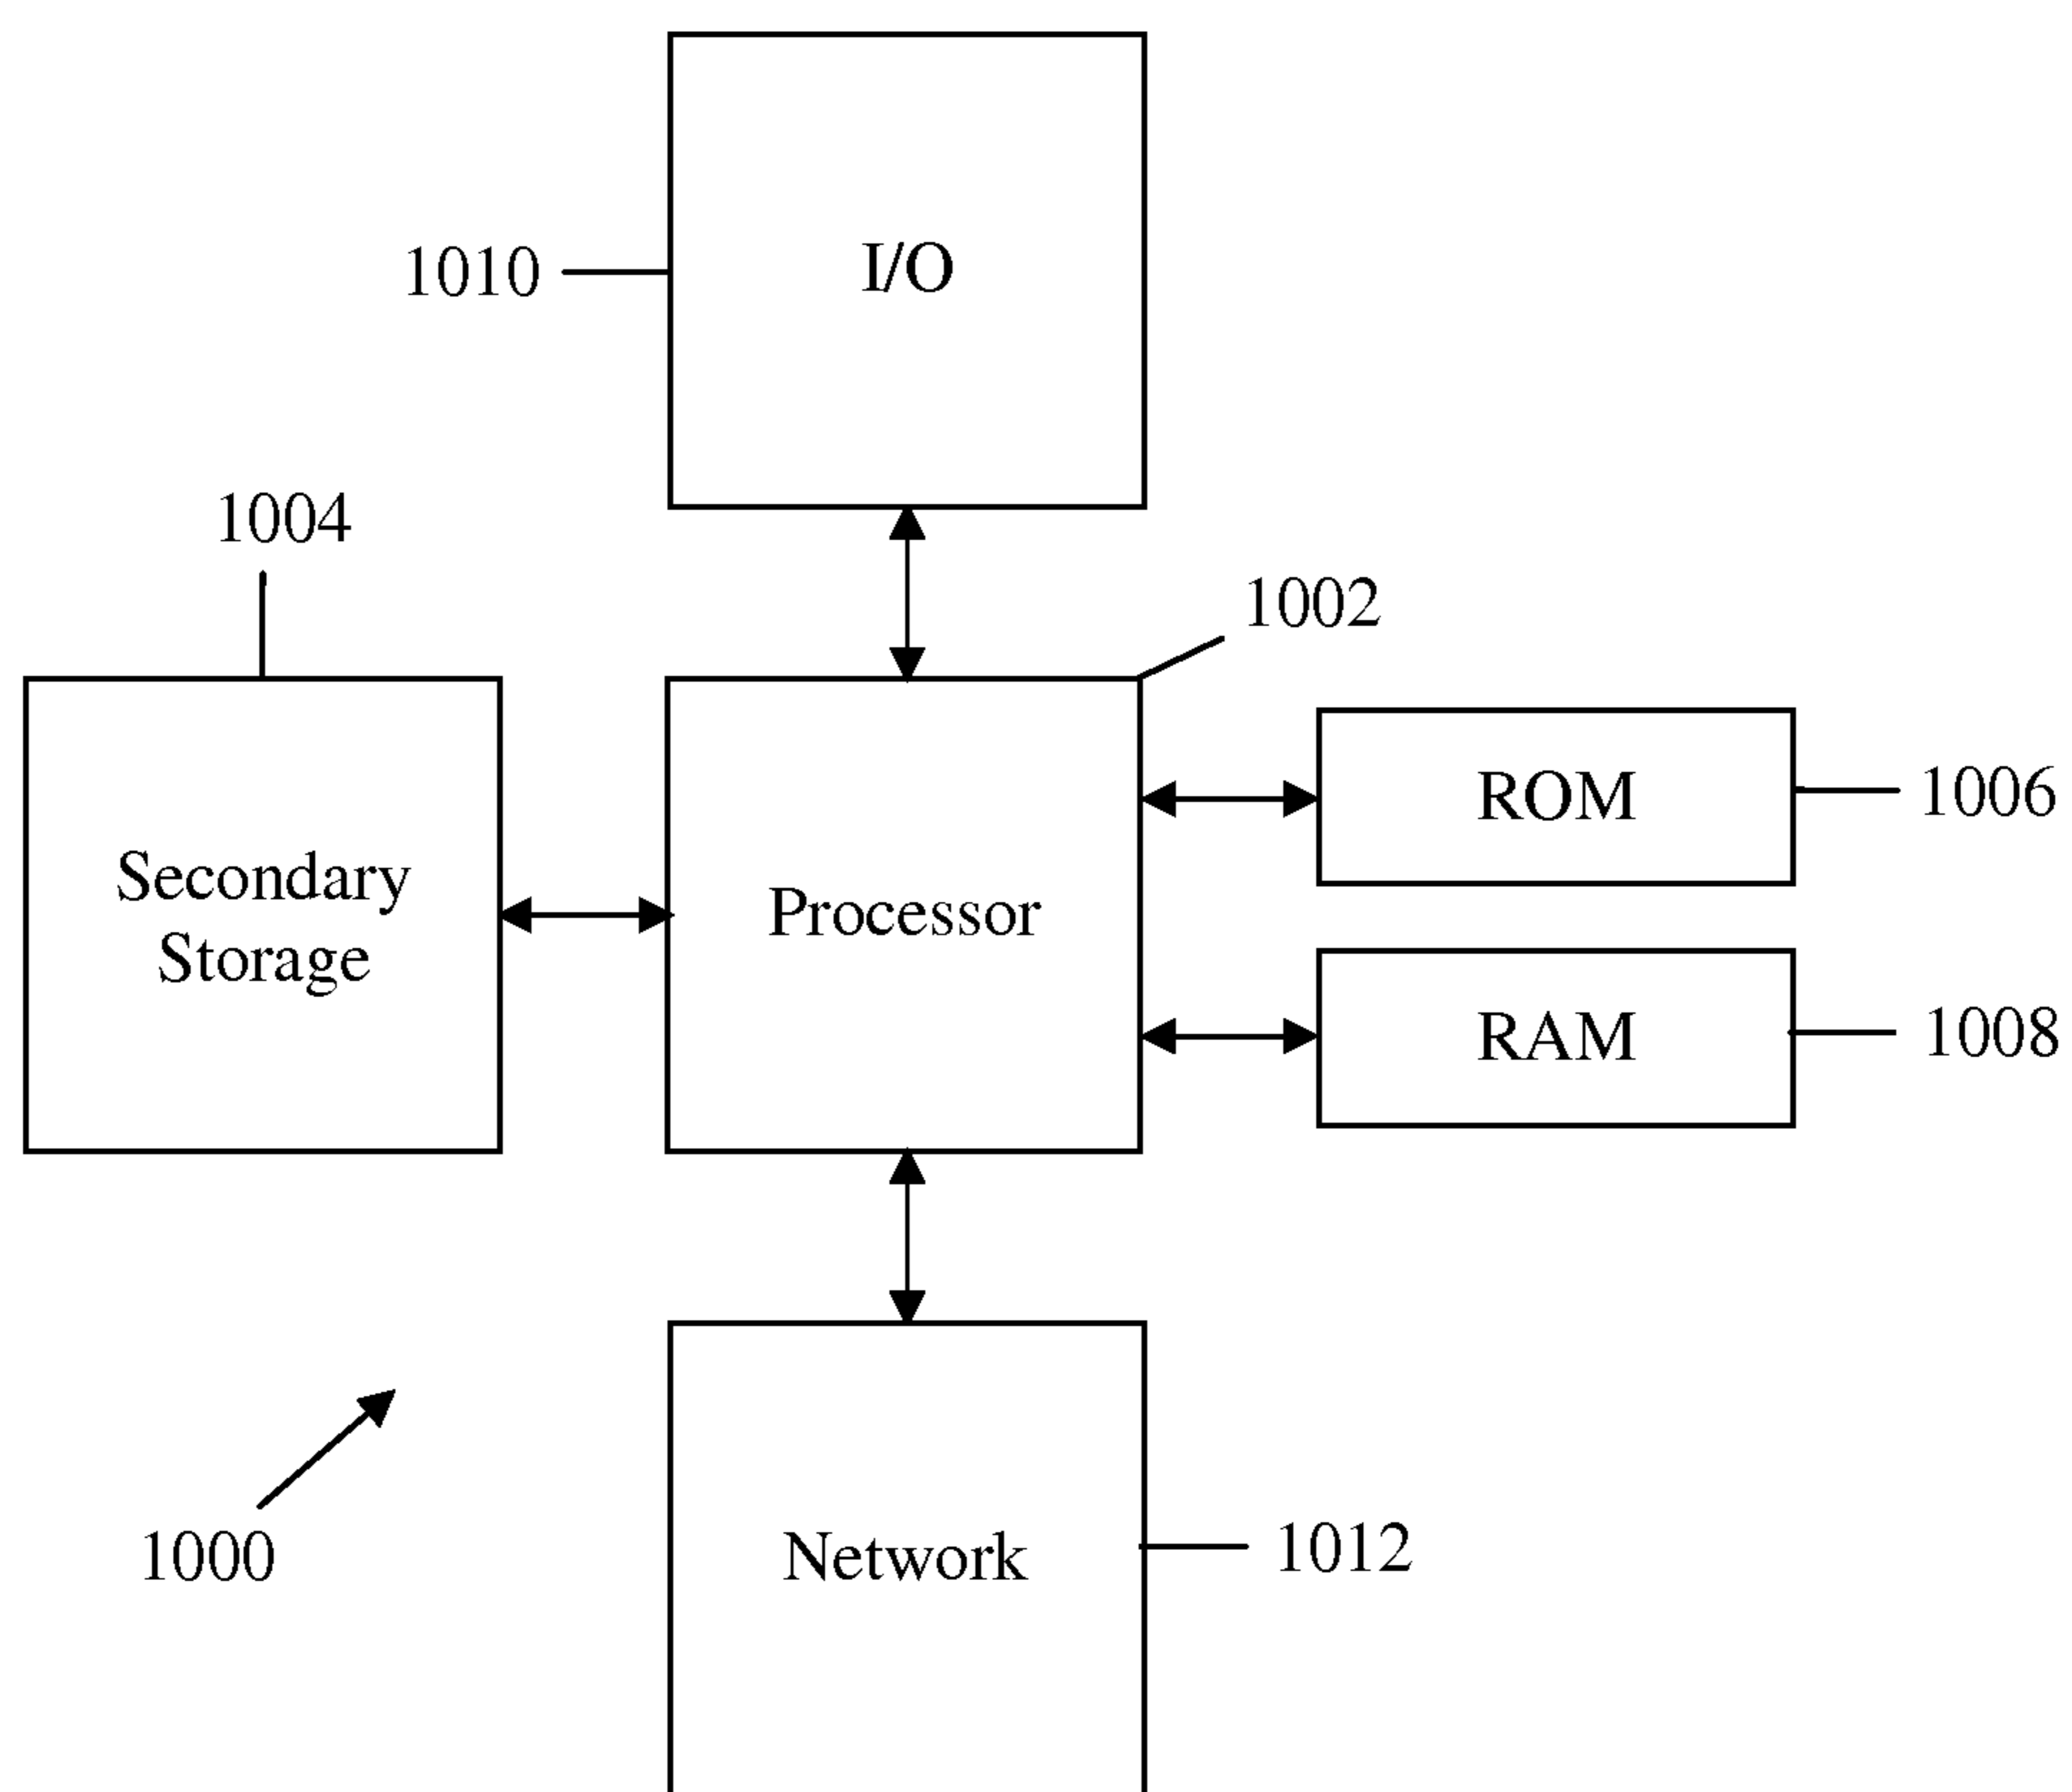 1010
I/O
1004
1002
ROM
1006
Secondary
Storage
Processor
RAM
1008
1000
Network
1012